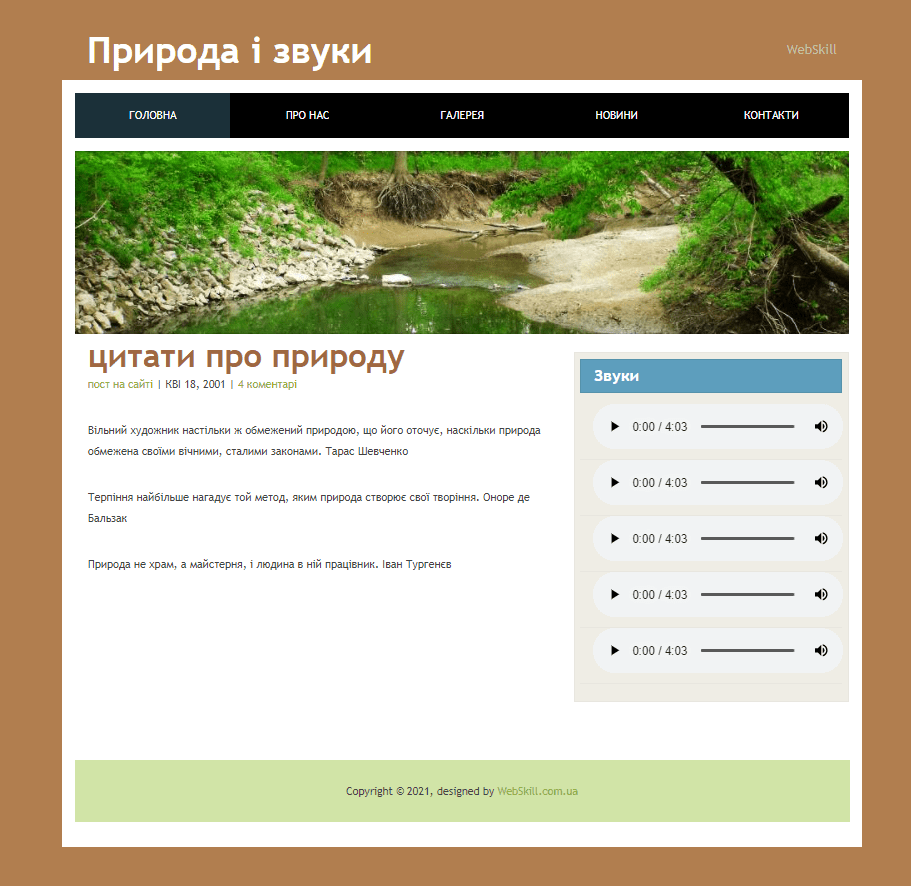 Природа і звуки
WebSkill
ГОЛОВНА ПРО НАС ГАЛЕРЕЯ НОВИНИ КОНТАКТИ
цитати про природу
пост на сайті | КВІ 18, 2001 | 4 коментарі
Вільний художник настільки ж обмежений природою, що його оточує, наскільки природа
обмежена своїми вічними, сталими законами. Тарас Шевченко
Терпіння найбільше нагадує той метод, яким природа створює свої творіння. Оноре де
Бальзак
Природа не храм, а майстерня, і людина в ній працівник. Іван Тургенєв
Звуки
0:00 / 4:03
0:00 / 4:03
0:00 / 4:03
0:00 / 4:03
0:00 / 4:03
Copyright © 2021, designed by WebSkill.com.ua